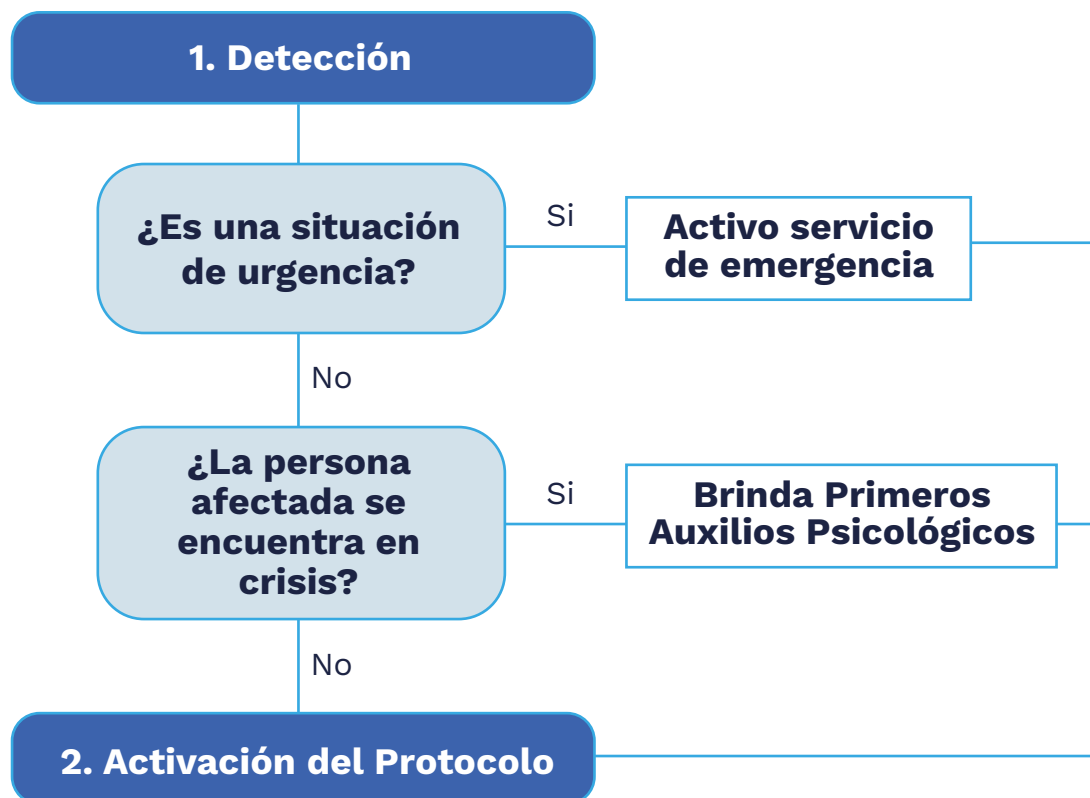 1. Detección
¿Es una situación
de urgencia?
Si
Activo servicio
de emergencia
No
¿La persona
afectada se
encuentra en
crisis?
Si
Brinda Primeros
Auxilios Psicológicos
No
2. Activación del Protocolo